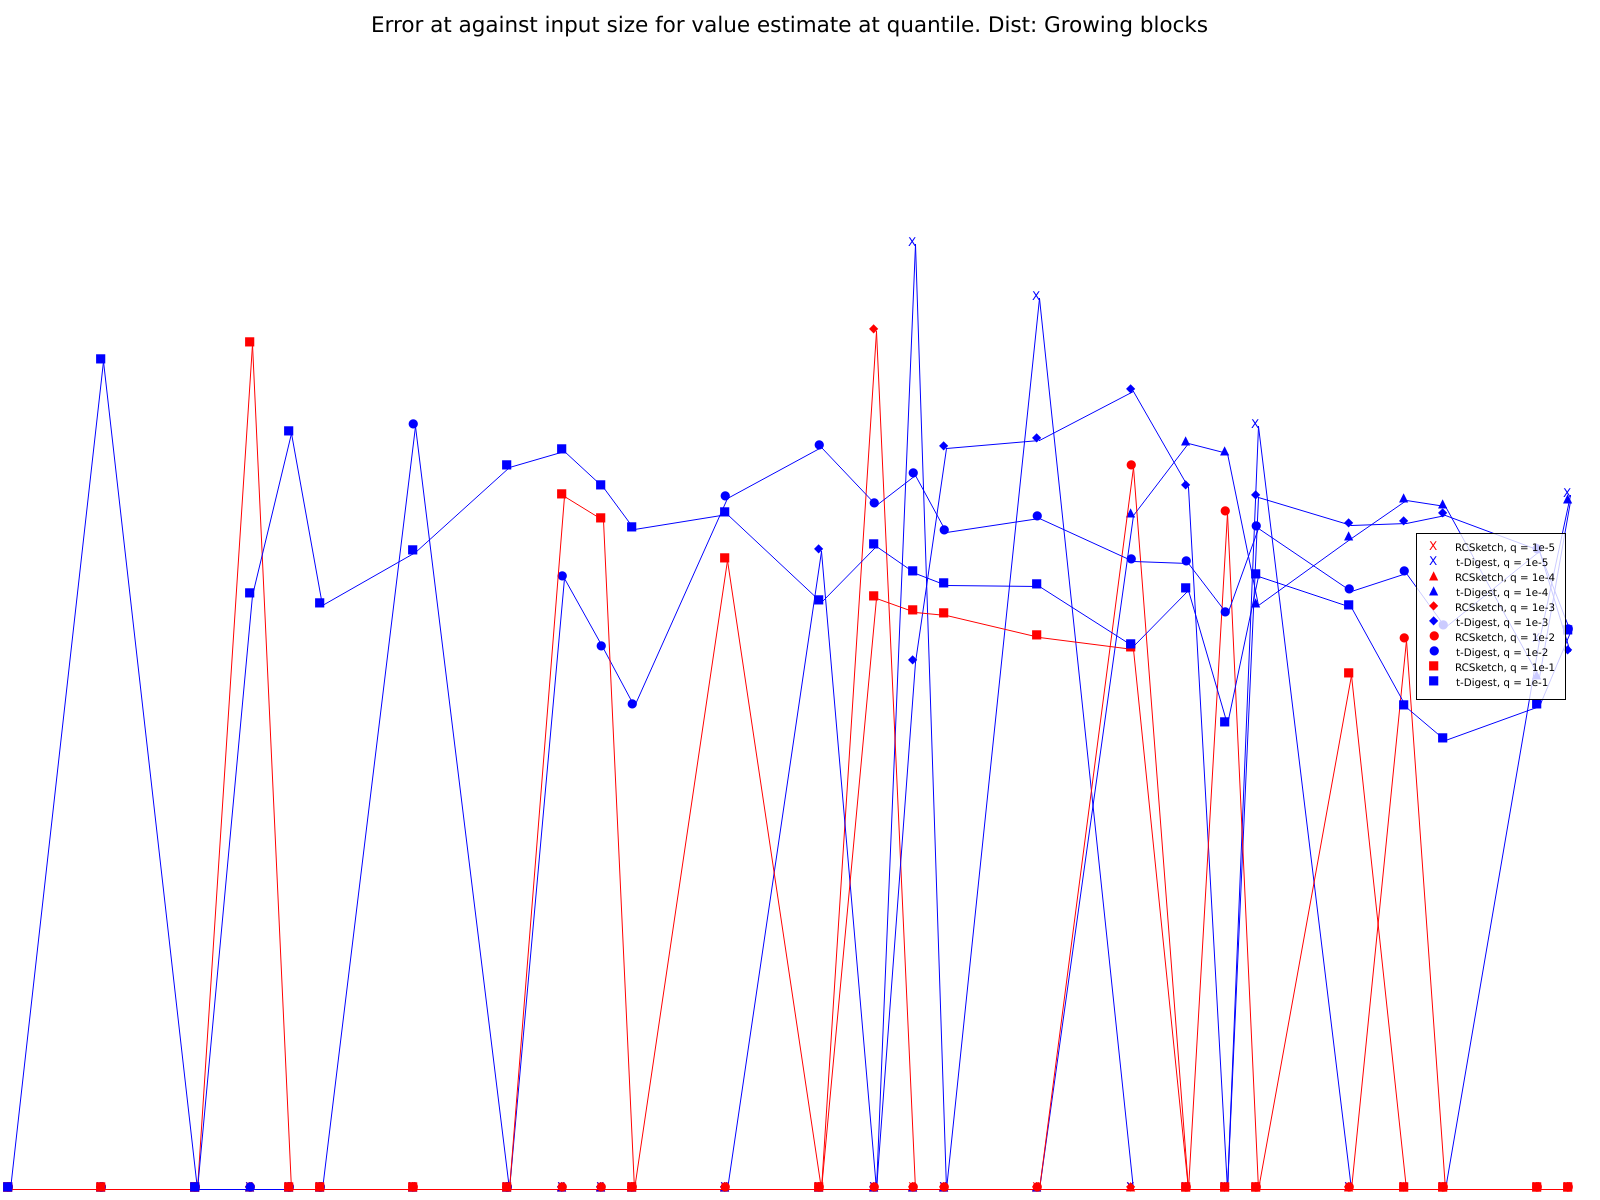 Error at against input size for value estimate at quantile. Dist: Growing blocks
RCSketch, q = 1e-5
t-Digest, q = 1e-5
RCSketch, q = 1e-4
t-Digest, q = 1e-4
RCSketch, q = 1e-3
t-Digest, q = 1e-3
RCSketch, q = 1e-2
t-Digest, q = 1e-2
RCSketch, q = 1e-1
t-Digest, q = 1e-1